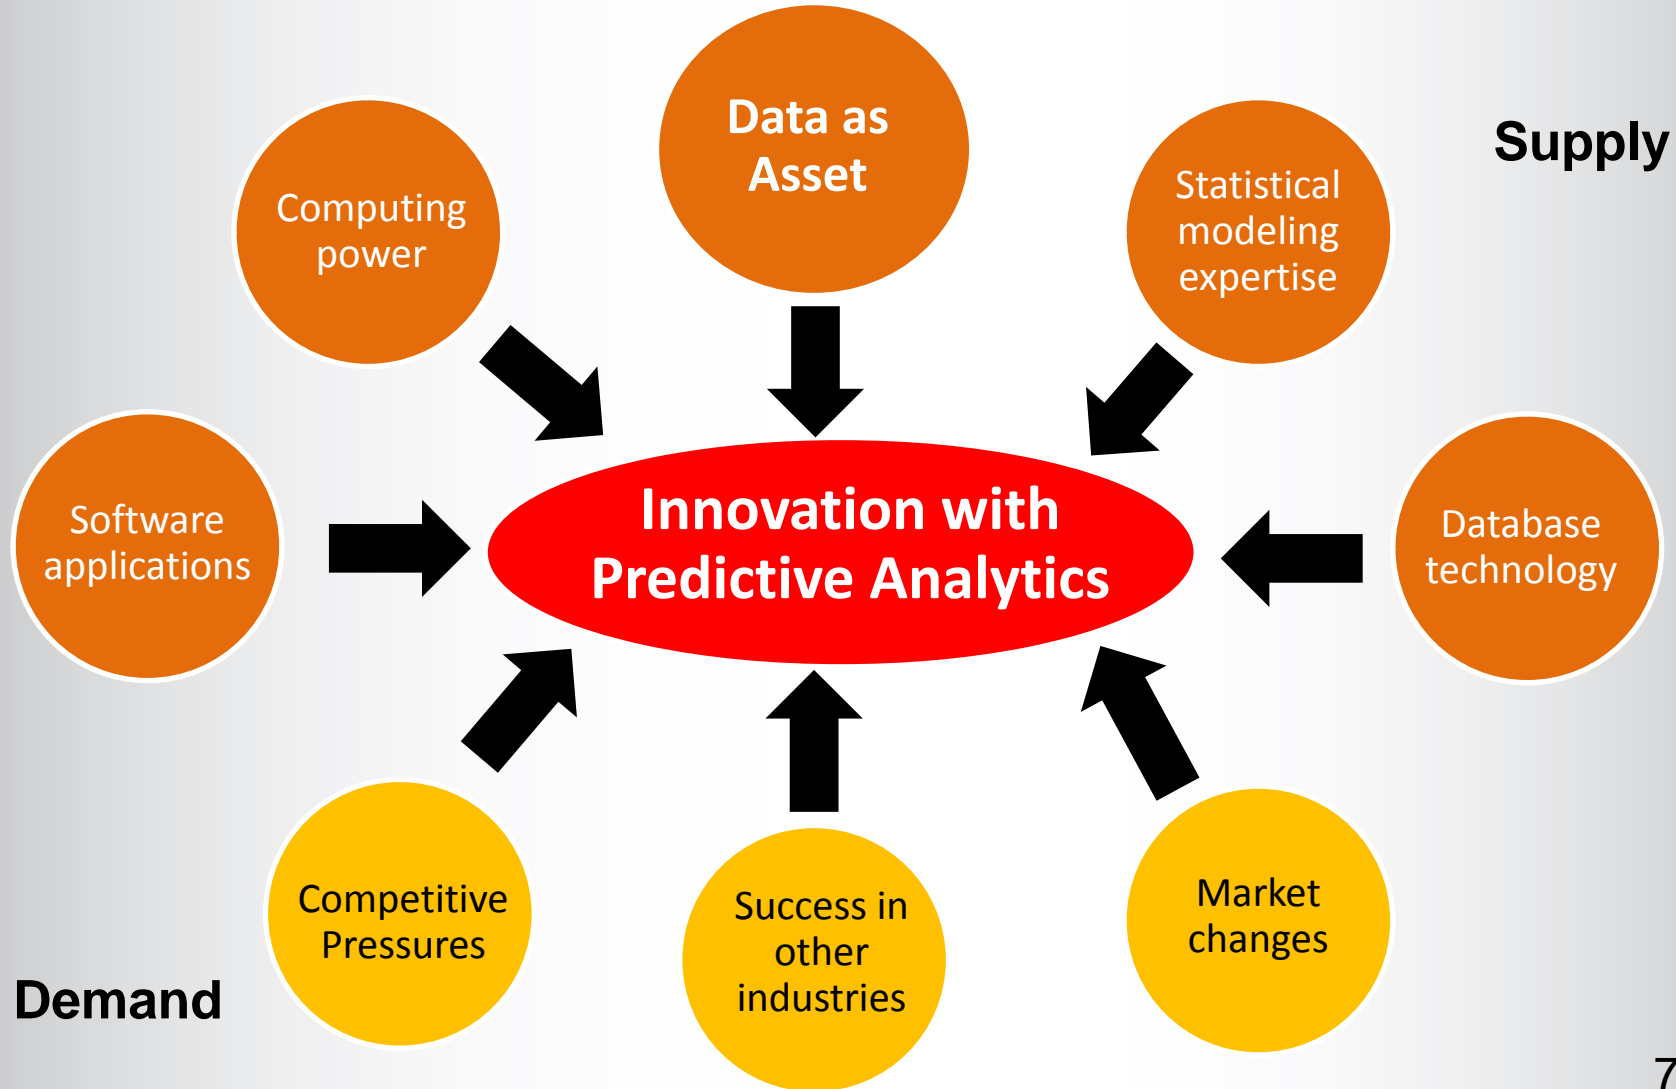 Data as
Asset
Supply
Computing
power
Statistical
modeling
expertise
Innovation with
Predictive Analytics
Software
applications
Database
technology
Competitive
Pressures
Success in
other
industries
Market
changes
Demand
7